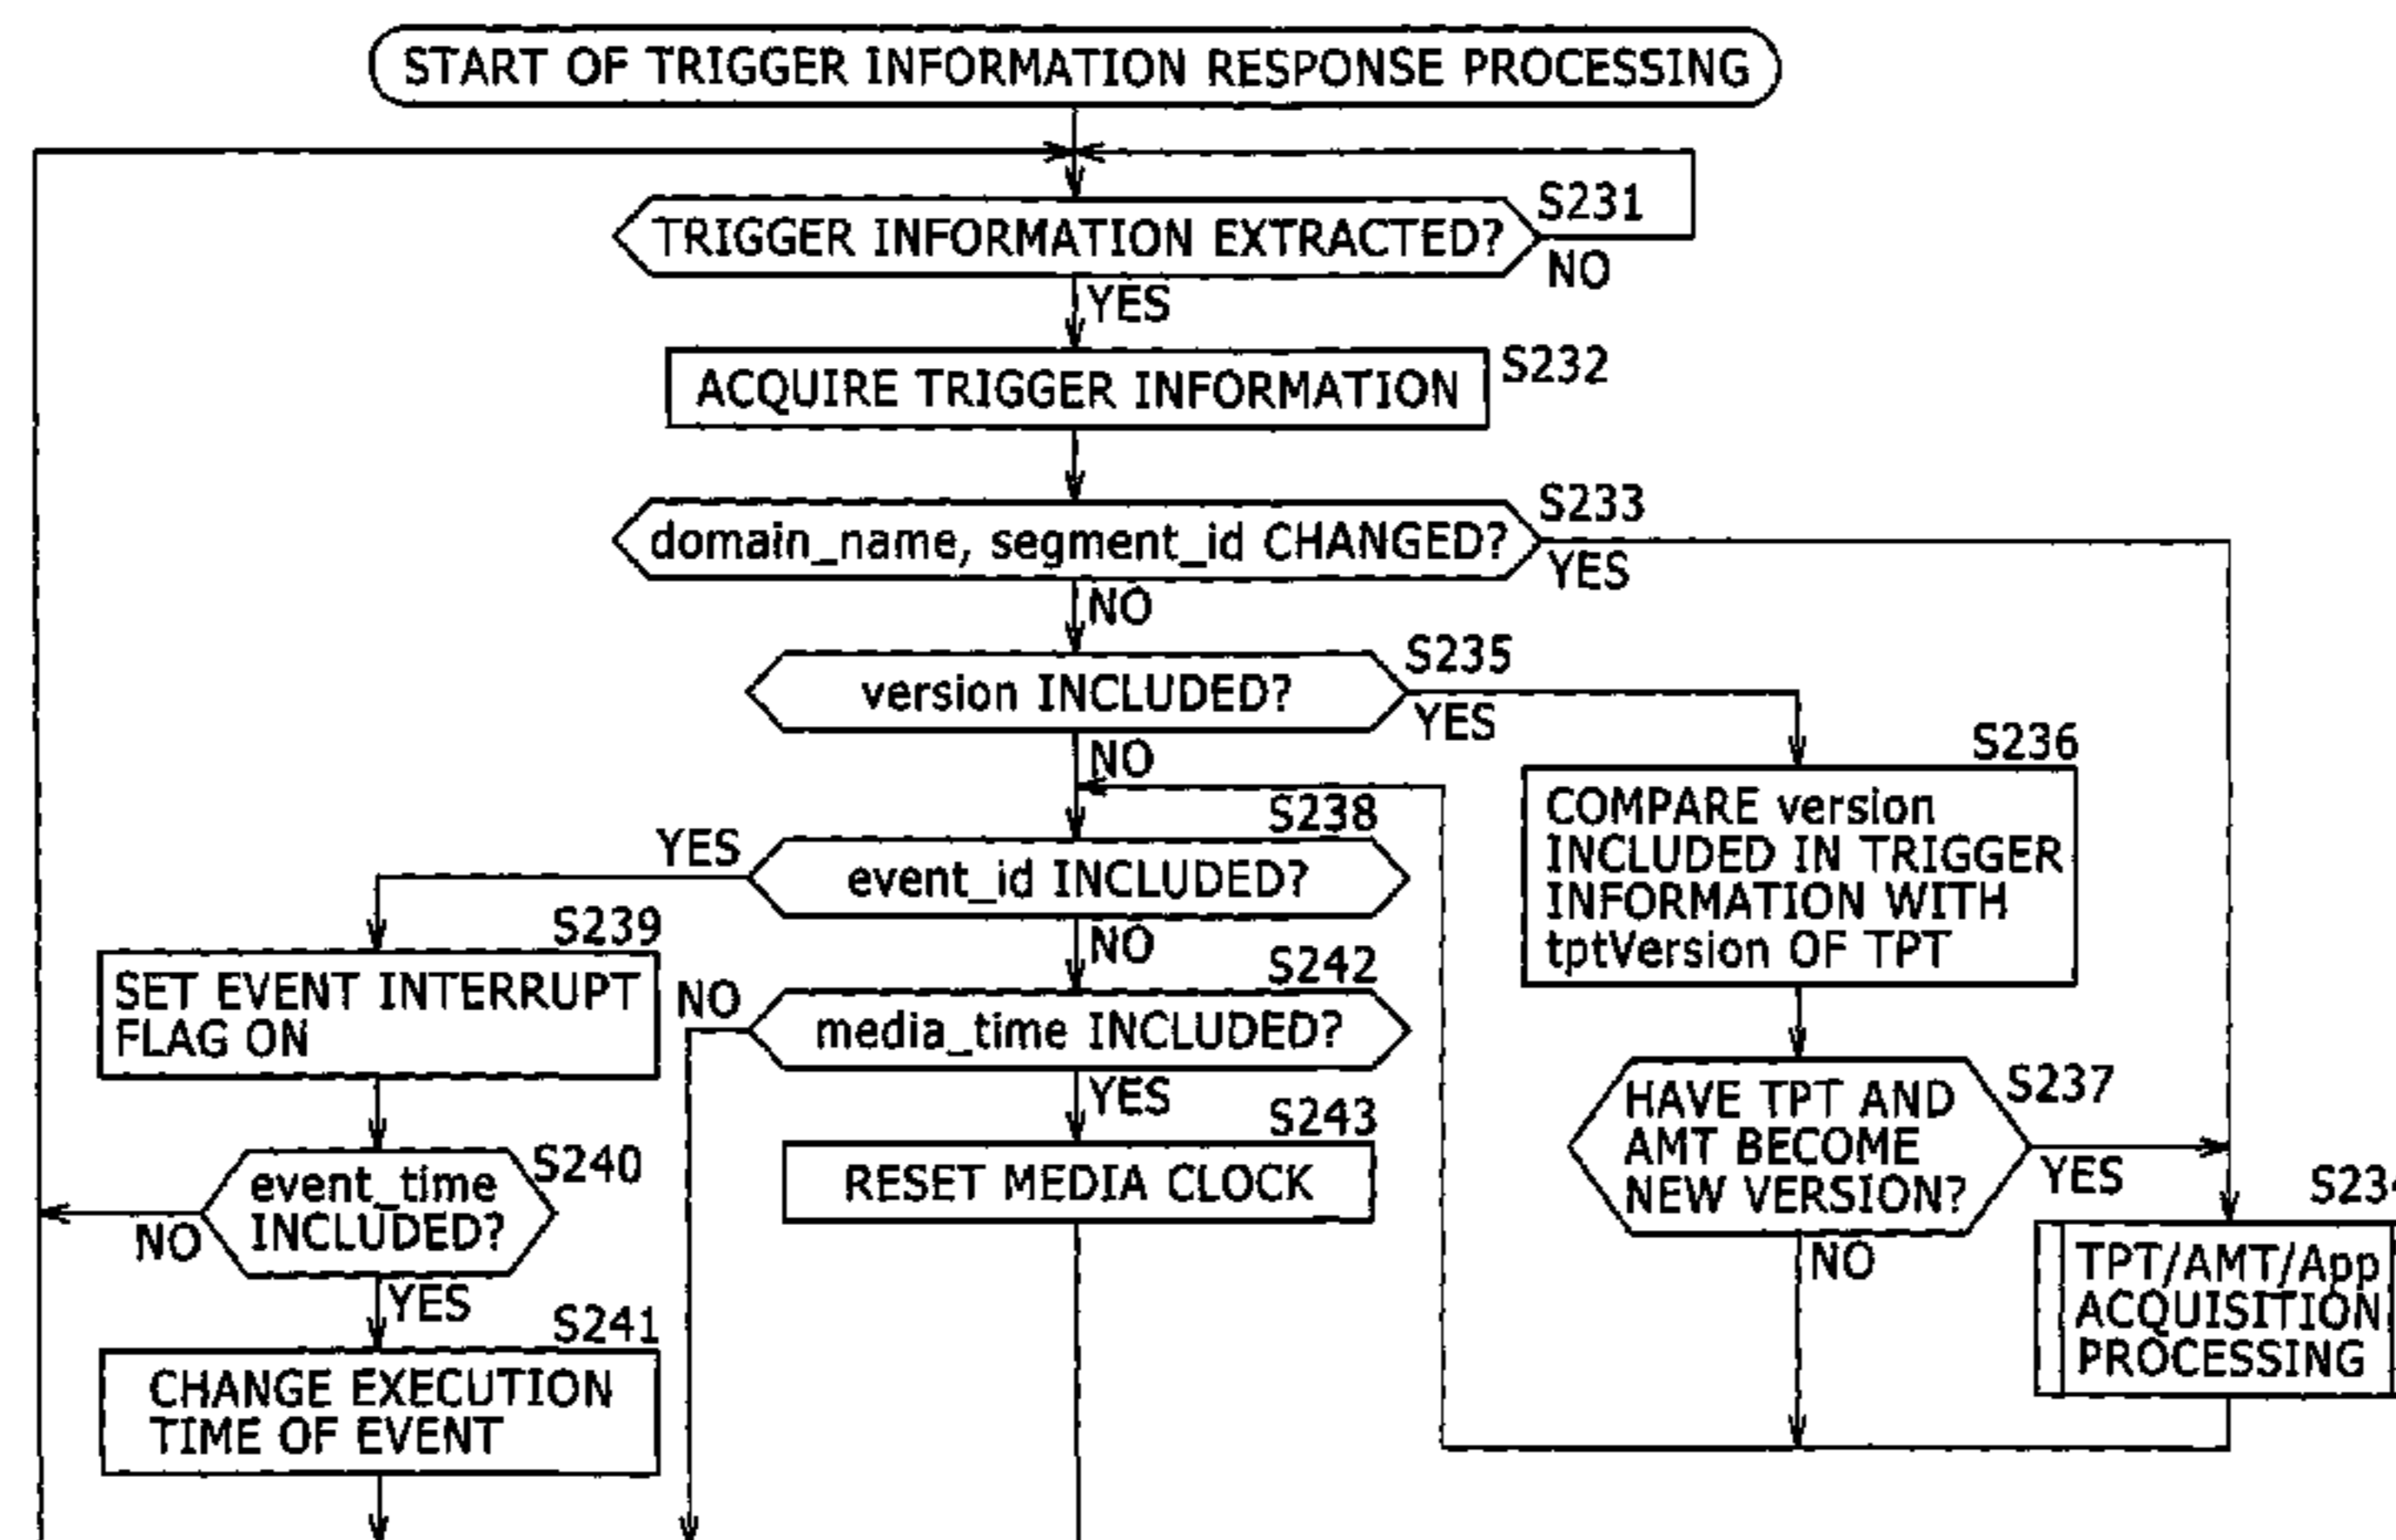 START OF TRIGGER INFORMATION RESPONSE PROCESSING
S231
TRIGGER INFORMATION EXTRACTED?
NO
YES
S232
ACQUIRE TRIGGER INFORMATION
S233
domain_name, segment_id CHANGED?
YES
NO
S235
version INCLUDED?
YES
NO
S236
COMPARE version
INCLUDED IN TRIGGER
INFORMATION WITH
tptVersion OF TPT
S238
YES
event_id INCLUDED?
NO
S239
SET EVENT INTERRUPT
FLAG ON
S242
NO
media_time INCLUDED?
YES
S237
HAVE TPT AND
AMT BECOME
NEW VERSION?
YES
NO
S243
RESET MEDIA CLOCK
S240
event_time
INCLUDED?
NO
YES
S234
TPT/AMT/App
ACQUISITION
PROCESSING
S241
CHANGE EXECUTION
TIME OF EVENT